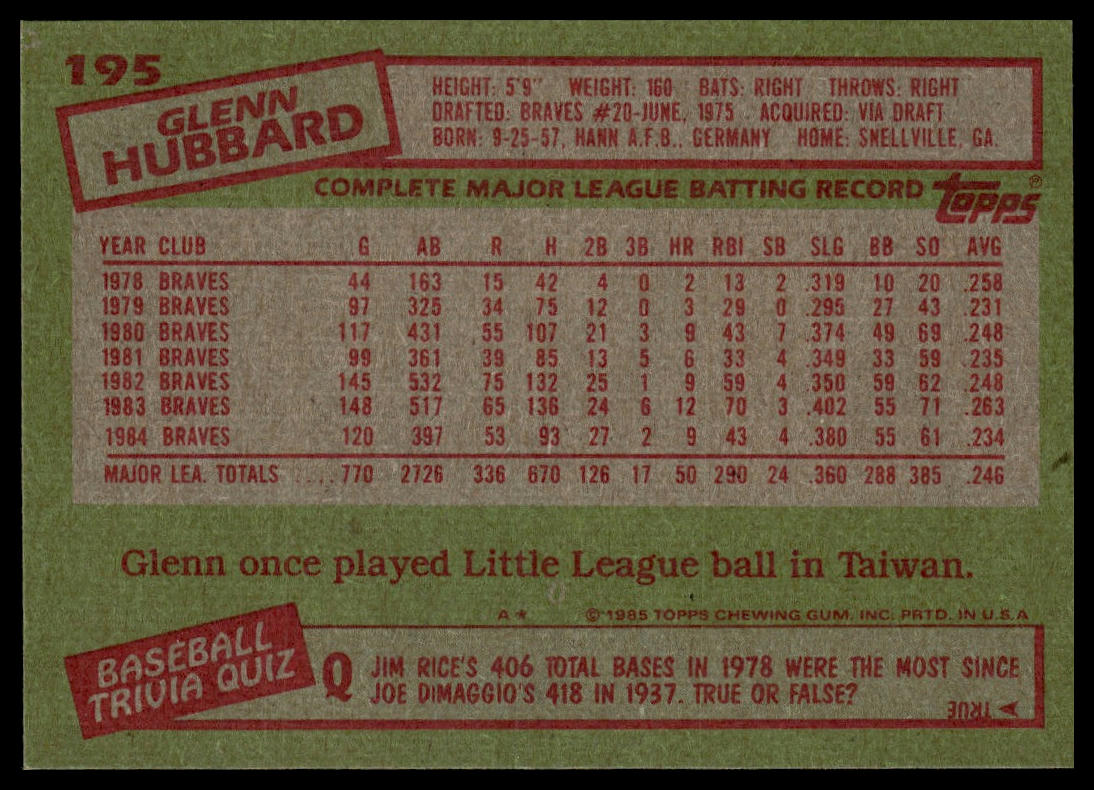 195
GLENN
HUBBARD
HEIGHT: 5'9" WEIGHT: 160 BATS: RIGHT THROWS: RIGHT
DRAFTED: BRAVES #20-JUNE, 1975 ACQUIRED: VIA DRAFT
BORN: 9-25-57, HANN A.F.B., GERMANY HOME: SNELLVILLE, GA.
COMPLETE MAJOR LEAGUE BATTING RECORD topps®
YEAR CLUB G AB R H 2B 3B HR RBI SB SLG BB SO AVG
1978 BRAVES 44 163 15 42 4 0 2 13 2 .319 10 20 .258
1979 BRAVES 97 325 34 75 12 0 3 29 0 .295 27 43 .231
1980 BRAVES 117 431 55 107 21 3 9 43 7 .374 49 69 .248
1981 BRAVES 99 361 39 85 13 5 6 33 4 .349 33 59 .235
1982 BRAVES 145 532 75 132 25 1 9 59 4 .350 59 62 .248
1983 BRAVES 148 517 65 136 24 6 12 70 3 .402 55 71 .263
1984 BRAVES 120 397 53 93 27 2 9 43 4 .380 55 61 .234
MAJOR LEA. TOTALS ....770 2726 336 670 126 17 50 290 24 .360 288 385 .246
Glenn once played Little League ball in Taiwan.
A* © 1985 TOPPS CHEWING GUM, INC. PRTD. IN U.S.A
BASEBALL
TRIVIA QUIZ
Q JIM RICE'S 406 TOTAL BASES IN 1978 WERE THE MOST SINCE
JOE DIMAGGIO'S 418 IN 1937. TRUE OR FALSE?
A TRUE